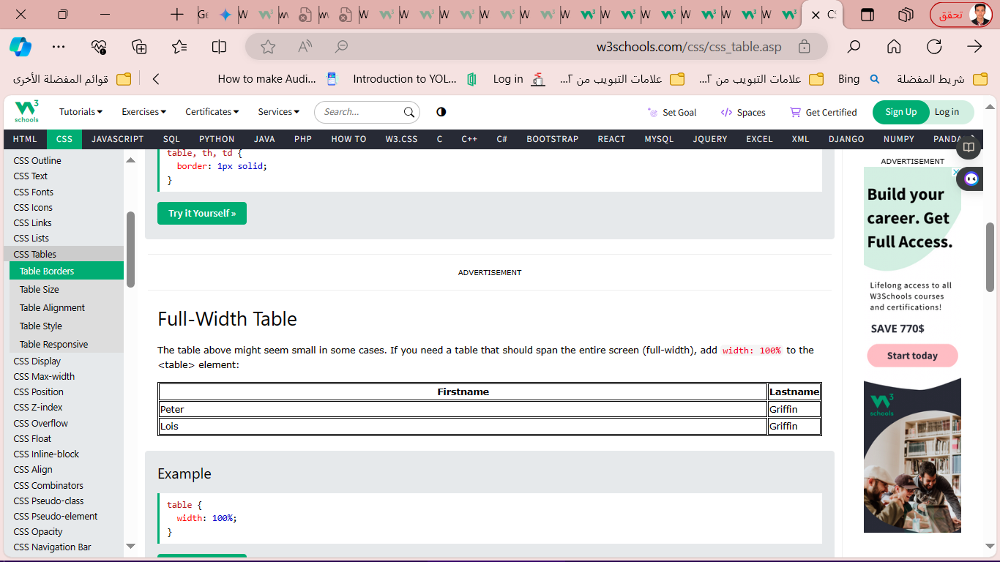 تحقق
w3schools.com/css/css_table.asp
قوائم المفضلة الأخرى
How to make Audi...
Introduction to YOL...
Log in
علامات التبويب من ٢...
علامات التبويب من ٢...
Bing
شريط المفضلة
W3
schools
Tutorials Exercises Certificates Services Search... Set Goal Spaces Get Certified Sign Up Log in
HTML CSS JAVASCRIPT SQL PYTHON JAVA PHP HOW TO W3.CSS C C++ C# BOOTSTRAP REACT MYSQL JQUERY EXCEL XML DJANGO NUMPY
CSS Outline
CSS Text
CSS Fonts
CSS Icons
CSS Links
CSS Lists
CSS Tables
Table Borders
Table Size
Table Alignment
Table Style
Table Responsive
CSS Display
CSS Max-width
CSS Position
CSS Z-index
CSS Overflow
CSS Float
CSS Inline-block
CSS Align
CSS Combinators
CSS Pseudo-class
CSS Pseudo-element
CSS Opacity
CSS Navigation Bar
table, th, td {
border: 1px solid;
}
Try it Yourself »
ADVERTISEMENT
Full-Width Table
The table above might seem small in some cases. If you need a table that should span the entire screen (full-width), add width: 100% to the
<table> element:
Firstname Lastname
Peter Griffin
Lois Griffin
Example
table {
width: 100%;
}
ADVERTISEMENT
Build your
career. Get
Full Access.
Lifelong access to all
W3Schools courses
and certifications!
SAVE 770$
Start today
W3
schools